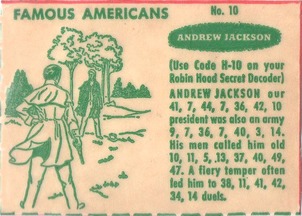 FAMOUS AMERICANS
No. 10
ANDREW JACKSON
(Use Code H-10 on your
Robin Hood Secret Decoder)
ANDREW JACKSON our
41, 7, 44, 7, 36, 42, 10
president was also an army
9, 7, 36, 7, 40, 3, 14.
His men called him old
10, 11, 5, 13, 37, 40, 49,
47. A fiery temper often
led him to 38, 11, 41, 42,
34, 14 duels.